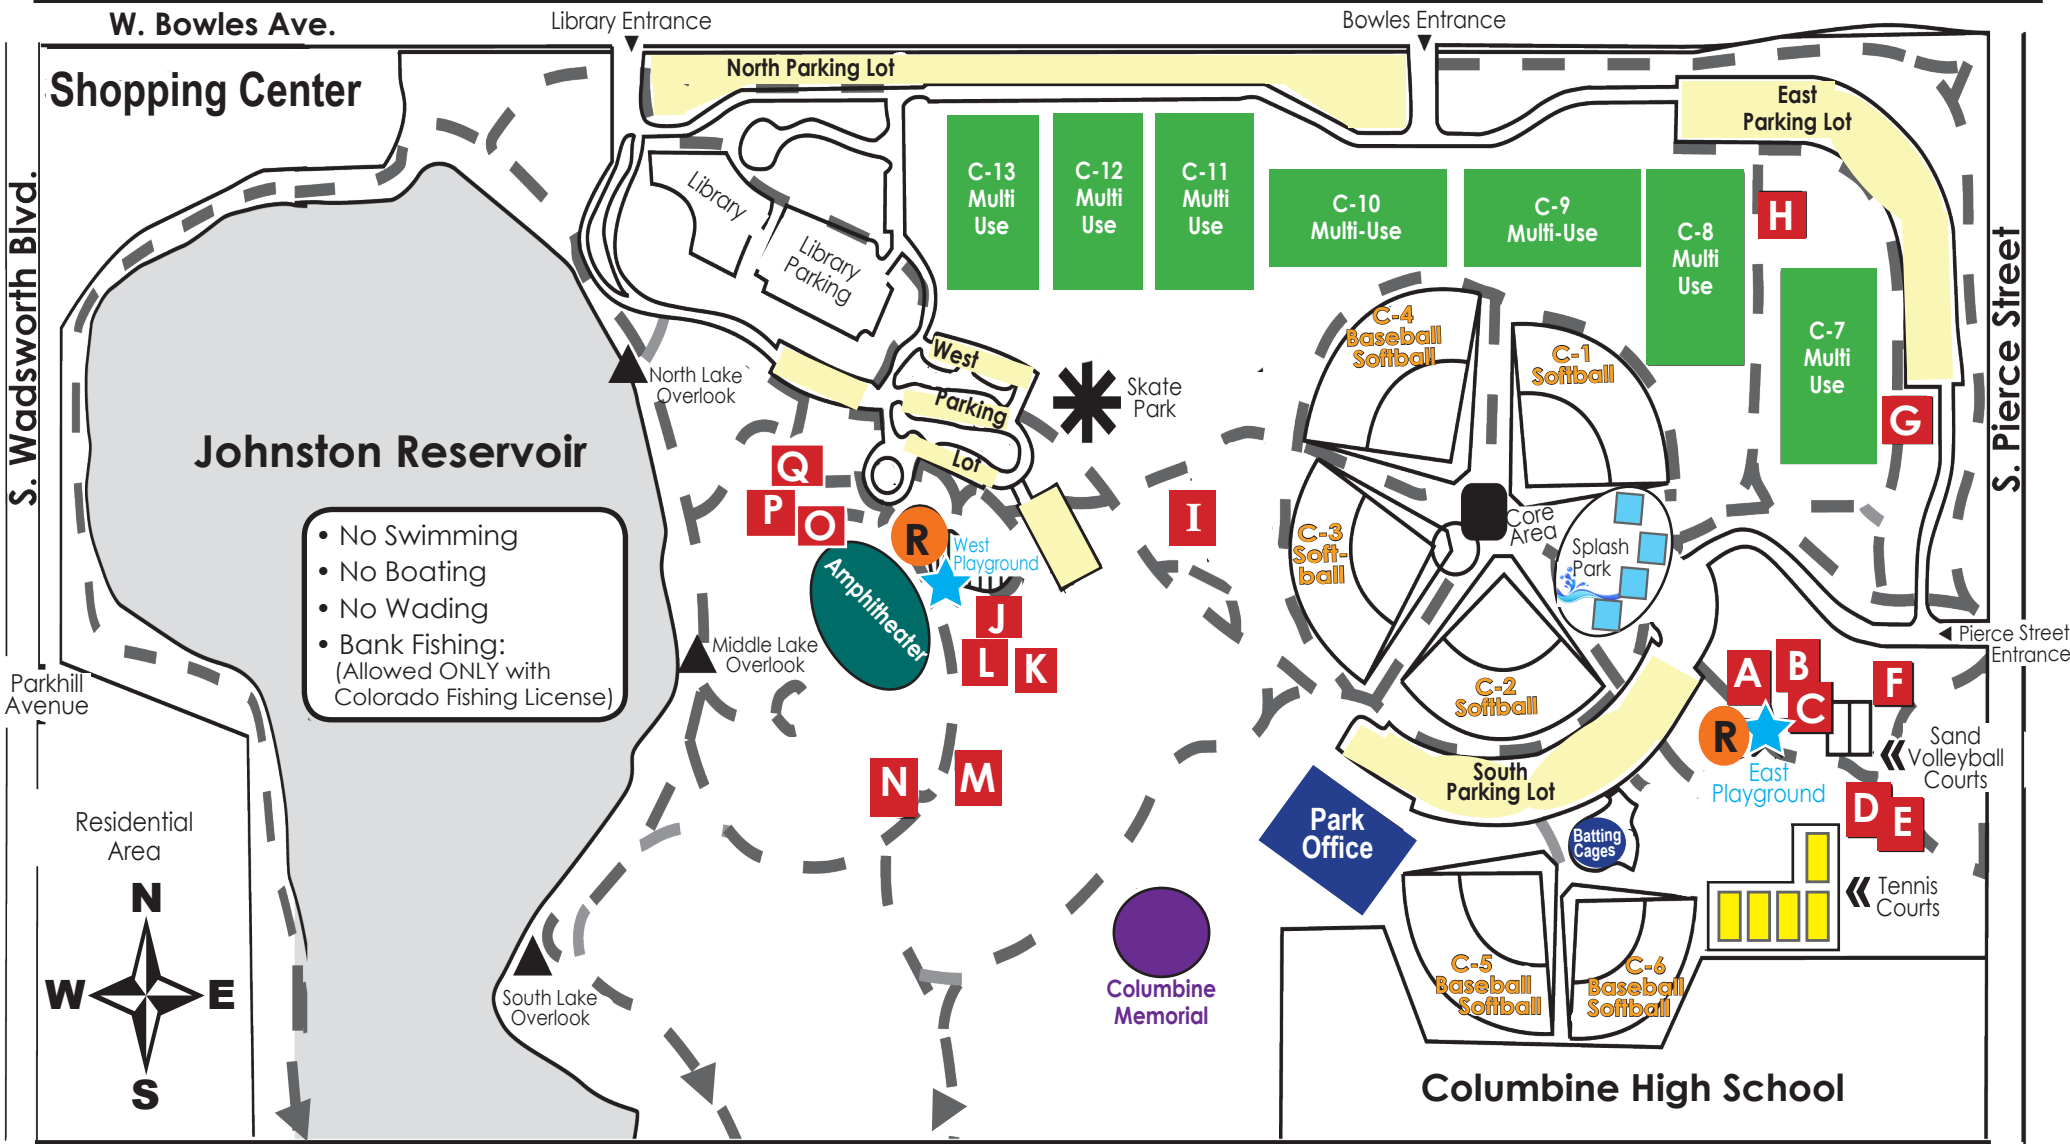 W. Bowles Ave.
Library Entrance
Bowles Entrance
Shopping Center
North Parking Lot
East
Parking Lot
S. Wadsworth Blvd.
S. Pierce Street
Library
Library
Parking
C-13
Multi
Use
C-12
Multi
Use
C-11
Multi
Use
C-10
Multi-Use
C-9
Multi-Use
C-8
Multi
Use
H
C-7
Multi
Use
G
C-4
Baseball
Softball
C-1
Softball
West
Parking
Lot
Skate
Park
North Lake
Overlook
Johnston Reservoir
• No Swimming
• No Boating
• No Wading
• Bank Fishing:
(Allowed ONLY with
Colorado Fishing License)
Q
P
O
R
West
Playground
Amphitheater
I
J
L
K
C-3
Soft-
ball
Core
Area
Splash
Park
C-2
Softball
Middle Lake
Overlook
Pierce Street
Entrance
Parkhill
Avenue
A
B
C
F
R
East
Playground
Sand
Volleyball
Courts
South
Parking Lot
N
M
D
E
Park
Office
Batting
Cages
Tennis
Courts
Residential
Area
N
W
E
S
South Lake
Overlook
Columbine
Memorial
C-5
Baseball
Softball
C-6
Baseball
Softball
Columbine High School